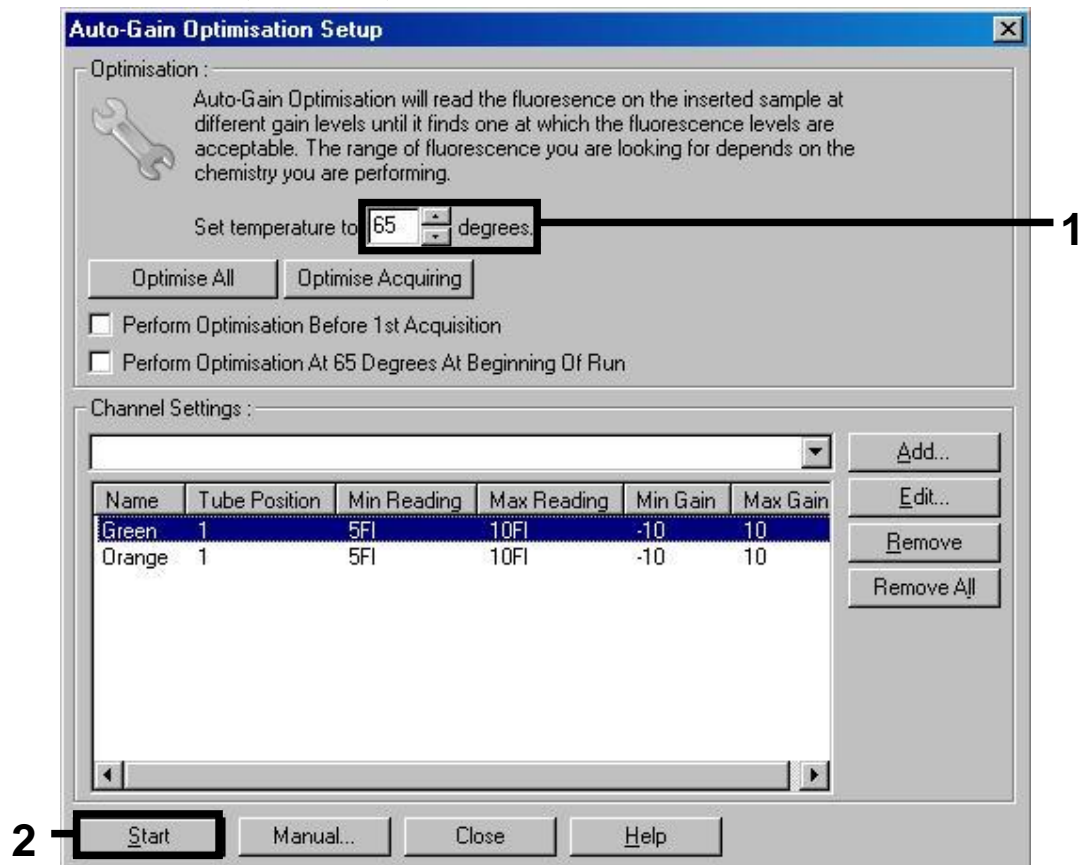 Auto-Gain Optimisation Setup
Optimisation :
Auto-Gain Optimisation will read the fluoresence on the inserted sample at
different gain levels until it finds one at which the fluorescence levels are
acceptable. The range of fluorescence you are looking for depends on the
chemistry you are performing.
Set temperature to 65 degrees. 1
Optimise All Optimise Acquiring
Perform Optimisation Before 1st Acquisition
Perform Optimisation At 65 Degrees At Beginning Of Run
Channel Settings :
Add...
Name Tube Position Min Reading Max Reading Min Gain Max Gain Edit...
Green 1 5Fl 10Fl -10 10
Remove
Orange 1 5Fl 10Fl -10 10
Remove All
2 Start Manual... Close Help